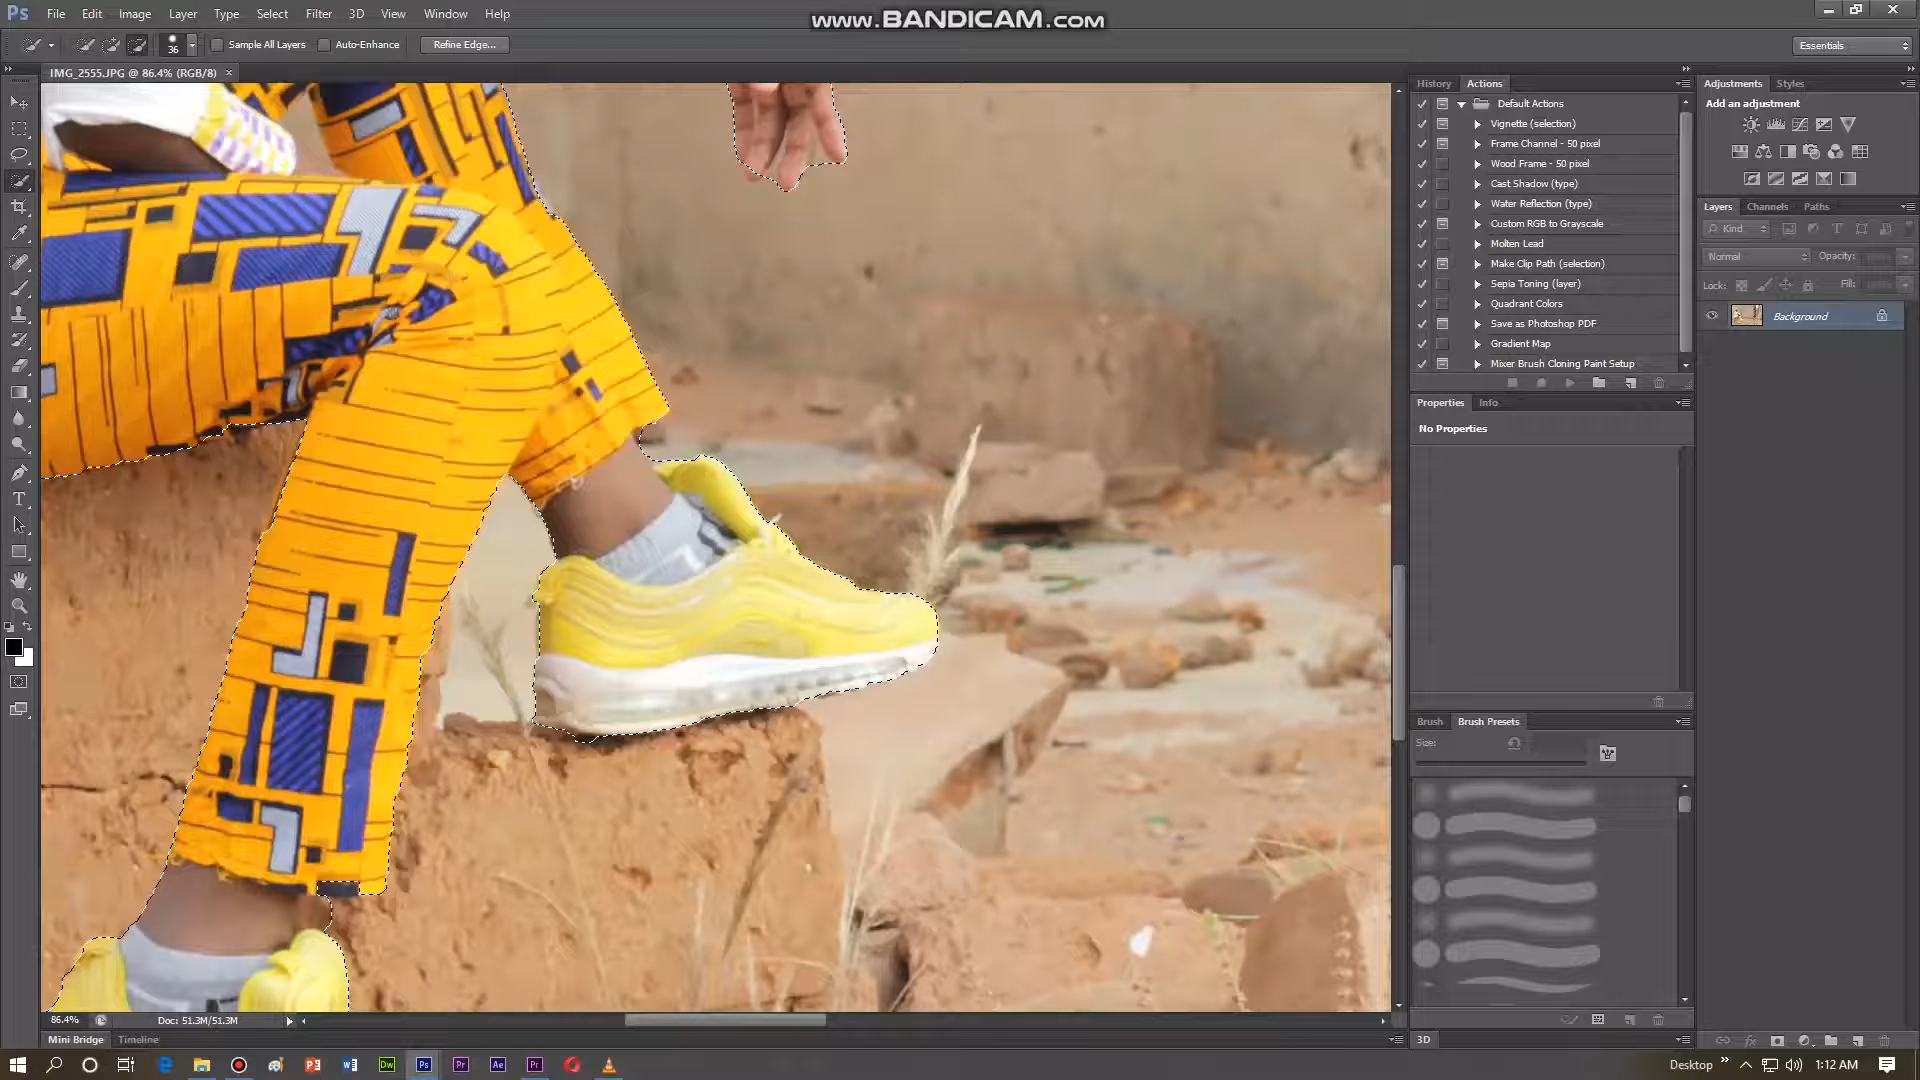 Ps File Edit Image Layer Type Select Filter 3D View Window Help
www.BANDICAM.com
36 Sample All Layers Auto-Enhance Refine Edge... Essentials
IMG_2555.JPG @ 86.4% (RGB/8) ×
History Actions
Default Actions
Vignette (selection)
Frame Channel - 50 pixel
Wood Frame - 50 pixel
Cast Shadow (type)
Water Reflection (type)
Custom RGB to Grayscale
Molten Lead
Make Clip Path (selection)
Sepia Toning (layer)
Quadrant Colors
Save as Photoshop PDF
Gradient Map
Mixer Brush Cloning Paint Setup
Properties Info
No Properties
Brush Brush Presets
Size:
3D
Adjustments Styles
Add an adjustment
Layers Channels Paths
Kind
Normal Opacity:
Lock: Fill:
Background
86.4% Doc: 51.3M/51.3M
Mini Bridge Timeline
Desktop 1:12 AM